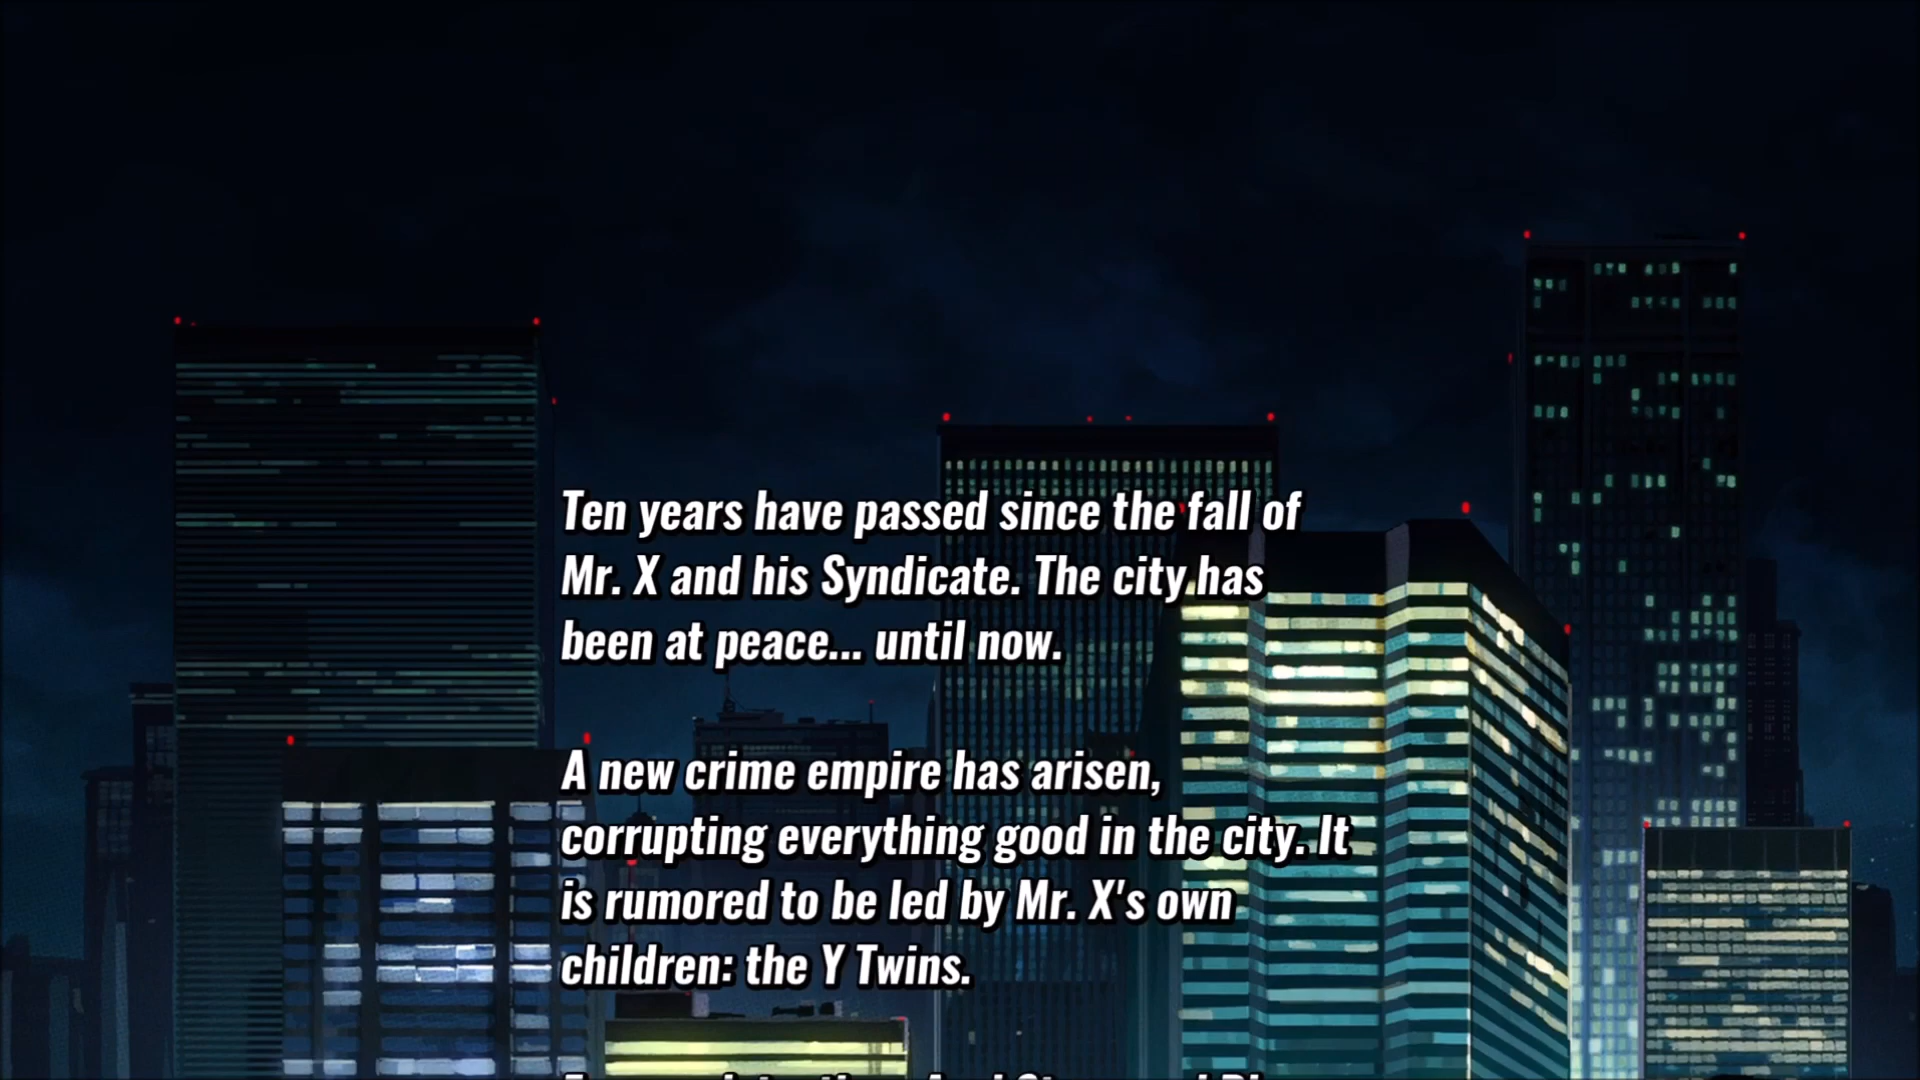 Ten years have passed since the fall of
Mr. X and his Syndicate. The city has
been at peace... until now.
A new crime empire has arisen,
corrupting everything good in the city. It
is rumored to be led by Mr. X's own
children: the Y Twins.